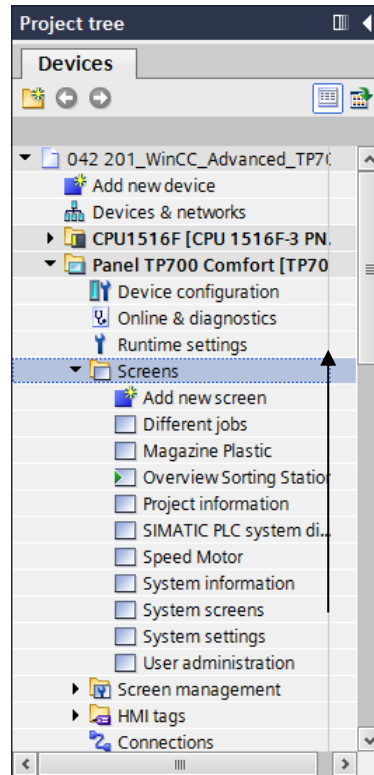 Project tree
Devices
042 201_WinCC_Advanced_TP7(
Add new device
Devices & networks
CPU1516F [CPU 1516F-3 PN.
Panel TP700 Comfort [TP70
Device configuration
Online & diagnostics
Runtime settings
Screens
Add new screen
Different jobs
Magazine Plastic
Overview Sorting Station
Project information
SIMATIC PLC system di...
Speed Motor
System information
System screens
System settings
User administration
Screen management
HMI tags
Connections